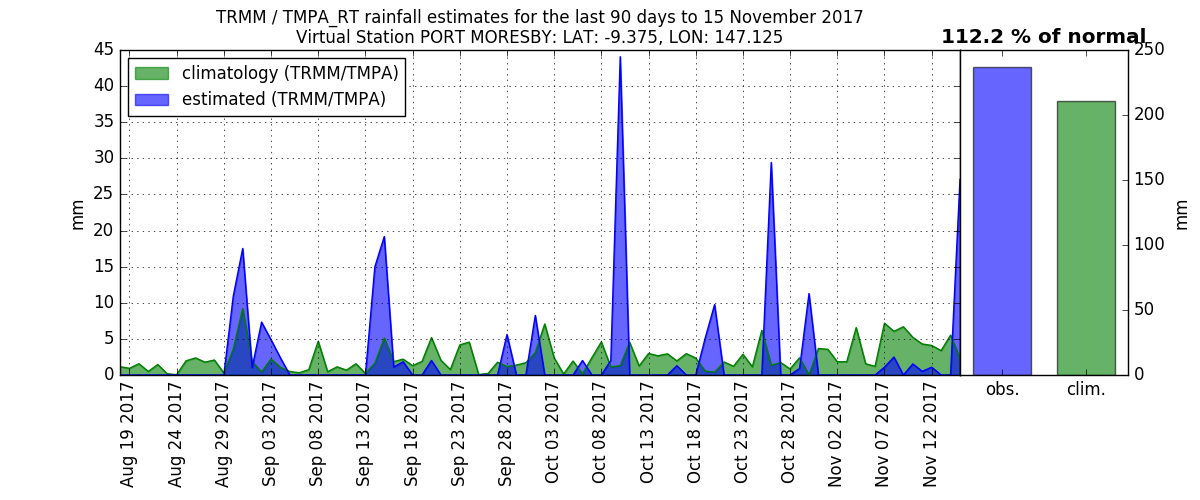 TRMM / TMPA_RT rainfall estimates for the last 90 days to 15 November 2017
Virtual Station PORT MORESBY: LAT: -9.375, LON: 147.125
112.2 % of normal
climatology (TRMM/TMPA)
estimated (TRMM/TMPA)
mm
45
40
35
30
25
20
15
10
5
0
Aug 19 2017
Aug 24 2017
Aug 29 2017
Sep 03 2017
Sep 08 2017
Sep 13 2017
Sep 18 2017
Sep 23 2017
Sep 28 2017
Oct 03 2017
Oct 08 2017
Oct 13 2017
Oct 18 2017
Oct 23 2017
Oct 28 2017
Nov 02 2017
Nov 07 2017
Nov 12 2017
obs.
clim.
250
200
150
100
50
0
mm